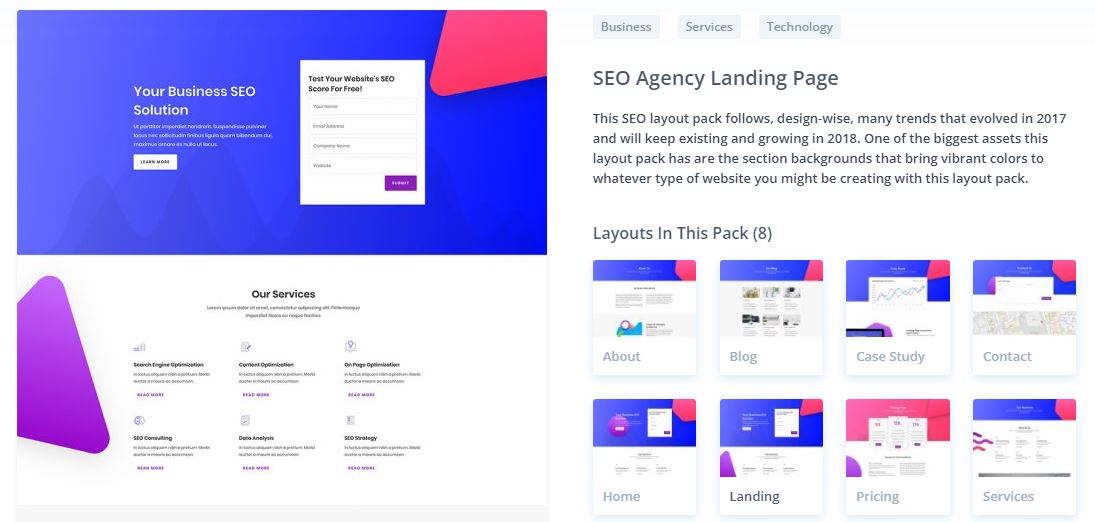 Your Business SEO
Solution
Ut porttitor imperdiet hendrerit. Suspendisse pulviner
lacus nec sollicitudin finibus ligula quam bibendum dui,
maximus ornare ex nulla ut lacus.
LEARN MORE
Test Your Website's SEO
Score For Free!
Your Name
Email Address
Company Name
Website
SUBMIT
Our Services
Lorem ipsum dolor sit amet, consectetur adipiscing elit. Pellentesque
imperdiet libero eu neque facilisis.
Search Engine Optimization
In luctus aliquam nibh a pretium. Morbi
auctor a mauris ac accumsan.
READ MORE
Content Optimization
In luctus aliquam nibh a pretium. Morbi
auctor a mauris ac accumsan.
READ MORE
On Page Optimization
In luctus aliquam nibh a pretium. Morbi
auctor a mauris ac accumsan.
READ MORE
SEO Consulting
In luctus aliquam nibh a pretium. Morbi
auctor a mauris ac accumsan.
READ MORE
Data Analysis
In luctus aliquam nibh a pretium. Morbi
auctor a mauris ac accumsan.
READ MORE
SEO Strategy
In luctus aliquam nibh a pretium. Morbi
auctor a mauris ac accumsan.
READ MORE
Business Services Technology
SEO Agency Landing Page
This SEO layout pack follows, design-wise, many trends that evolved in 2017
and will keep existing and growing in 2018. One of the biggest assets this
layout pack has are the section backgrounds that bring vibrant colors to
whatever type of website you might be creating with this layout pack.
Layouts In This Pack (8)
About Blog Case Study Contact
Home Landing Pricing Services